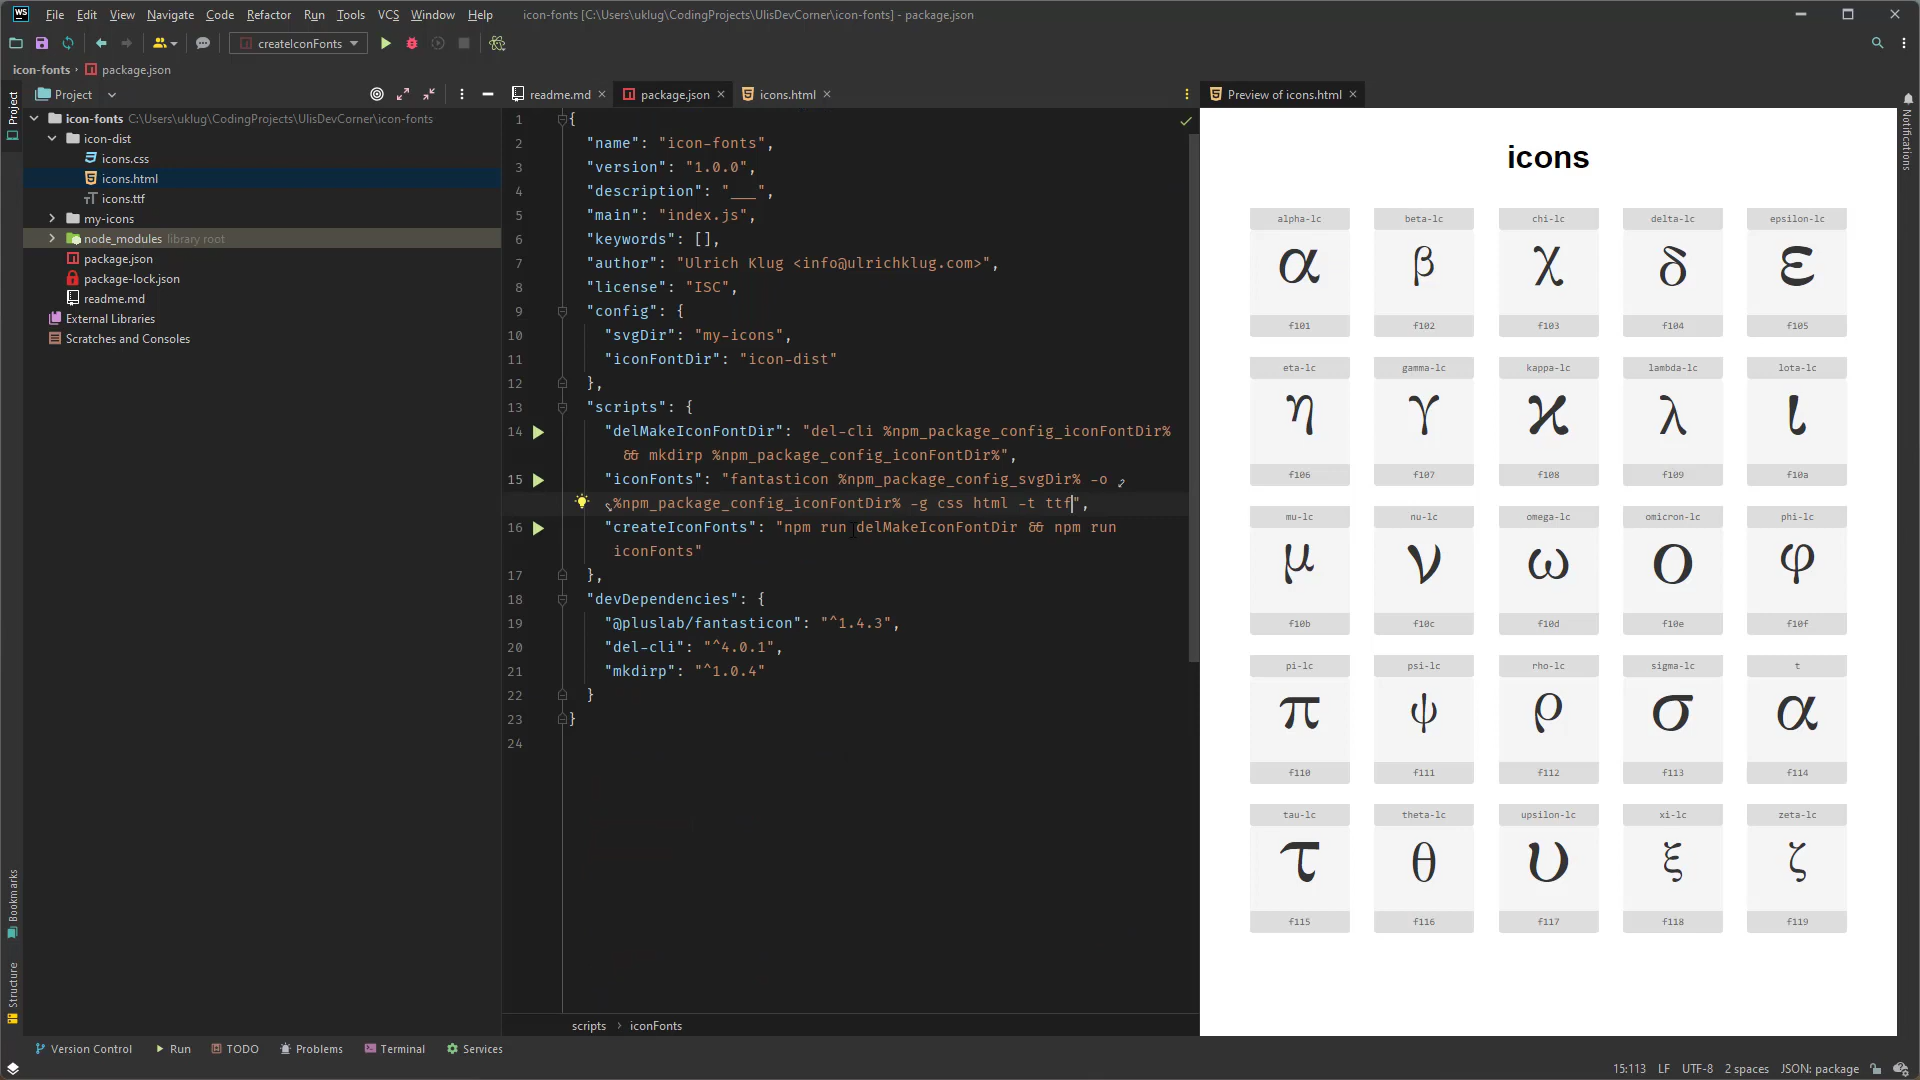 WS File Edit View Navigate Code Refactor Run Tools VCS Window Help icon-fonts [C:\Users\uklug\CodingProjects\UlisDevCorner\icon-fonts] - package.json
createIconFonts
icon-fonts › package.json
Project
readme.md
package.json
icons.html
Preview of icons.html
Project
Bookmarks
Structure
Notifications
icon-fonts C:\Users\uklug\CodingProjects\UlisDevCorner\icon-fonts
icon-dist
icons.css
icons.html
icons.ttf
my-icons
node_modules library root
package.json
package-lock.json
readme.md
External Libraries
Scratches and Consoles
1 {
2 "name": "icon-fonts",
3 "version": "1.0.0",
4 "description": "___",
5 "main": "index.js",
6 "keywords": [],
7 "author": "Ulrich Klug <info@ulrichklug.com>",
8 "license": "ISC",
9 "config": {
10 "svgDir": "my-icons",
11 "iconFontDir": "icon-dist"
12 },
13 "scripts": {
14 "delMakeIconFontDir": "del-cli %npm_package_config_iconFontDir%
&& mkdirp %npm_package_config_iconFontDir%",
15 "iconFonts": "fantasticon %npm_package_config_svgDir% -o
%npm_package_config_iconFontDir% -g css html -t ttf",
16 "createIconFonts": "npm run delMakeIconFontDir && npm run
iconFonts"
17 },
18 "devDependencies": {
19 "@pluslab/fantasticon": "^1.4.3",
20 "del-cli": "^4.0.1",
21 "mkdirp": "^1.0.4"
22 }
23 }
24
scripts › iconFonts
icons
alpha-lc beta-lc chi-lc delta-lc epsilon-lc
α β χ δ ε
f101 f102 f103 f104 f105
eta-lc gamma-lc kappa-lc lambda-lc lota-lc
η γ ϰ λ ι
f106 f107 f108 f109 f10a
mu-lc nu-lc omega-lc omicron-lc phi-lc
μ ν ω ο φ
f10b f10c f10d f10e f10f
pi-lc psi-lc rho-lc sigma-lc t
π ψ ρ σ α
f110 f111 f112 f113 f114
tau-lc theta-lc upsilon-lc xi-lc zeta-lc
τ θ υ ξ ζ
f115 f116 f117 f118 f119
Version Control Run TODO Problems Terminal Services
15:113 LF UTF-8 2 spaces JSON: package